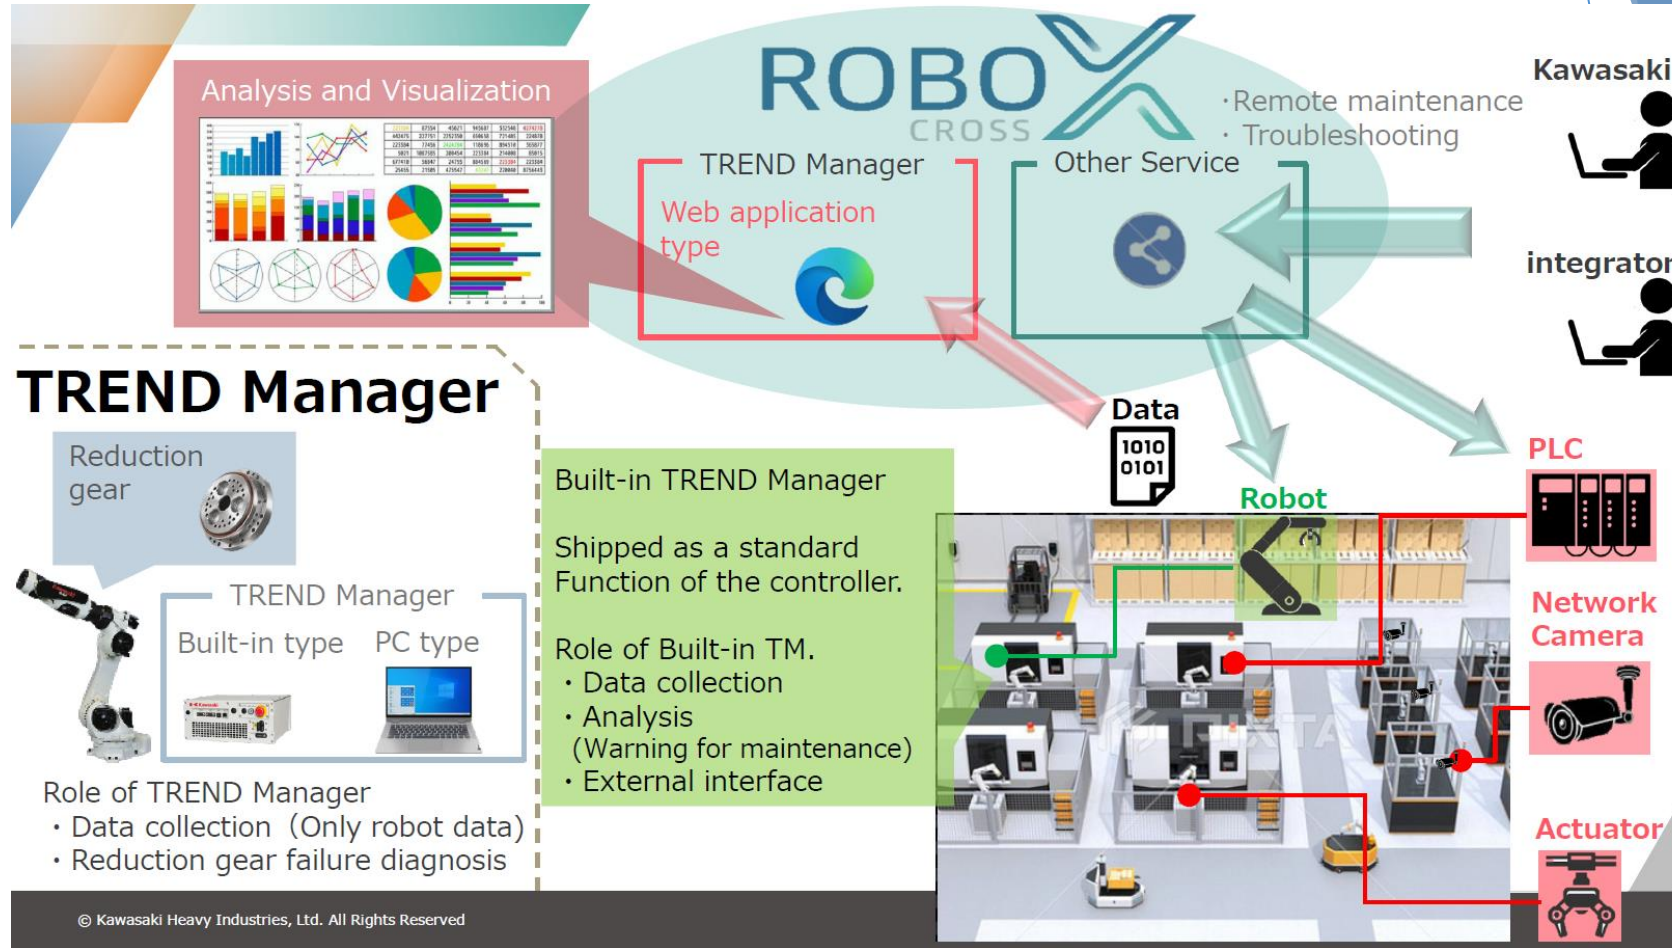 ROBO
CROSS
Analysis and Visualization
・Remote maintenance
・Troubleshooting
Kawasaki
TREND Manager
Web application
type
Other Service
integrator
TREND Manager
Reduction
gear
TREND Manager
Built-in type
PC type
Role of TREND Manager
・Data collection（Only robot data）
・Reduction gear failure diagnosis
Built-in TREND Manager
Shipped as a standard
Function of the controller.
Role of Built-in TM.
・Data collection
・Analysis
(Warning for maintenance)
・External interface
Data
1010
0101
Robot
PLC
Network
Camera
Actuator
PIXTA
© Kawasaki Heavy Industries, Ltd. All Rights Reserved